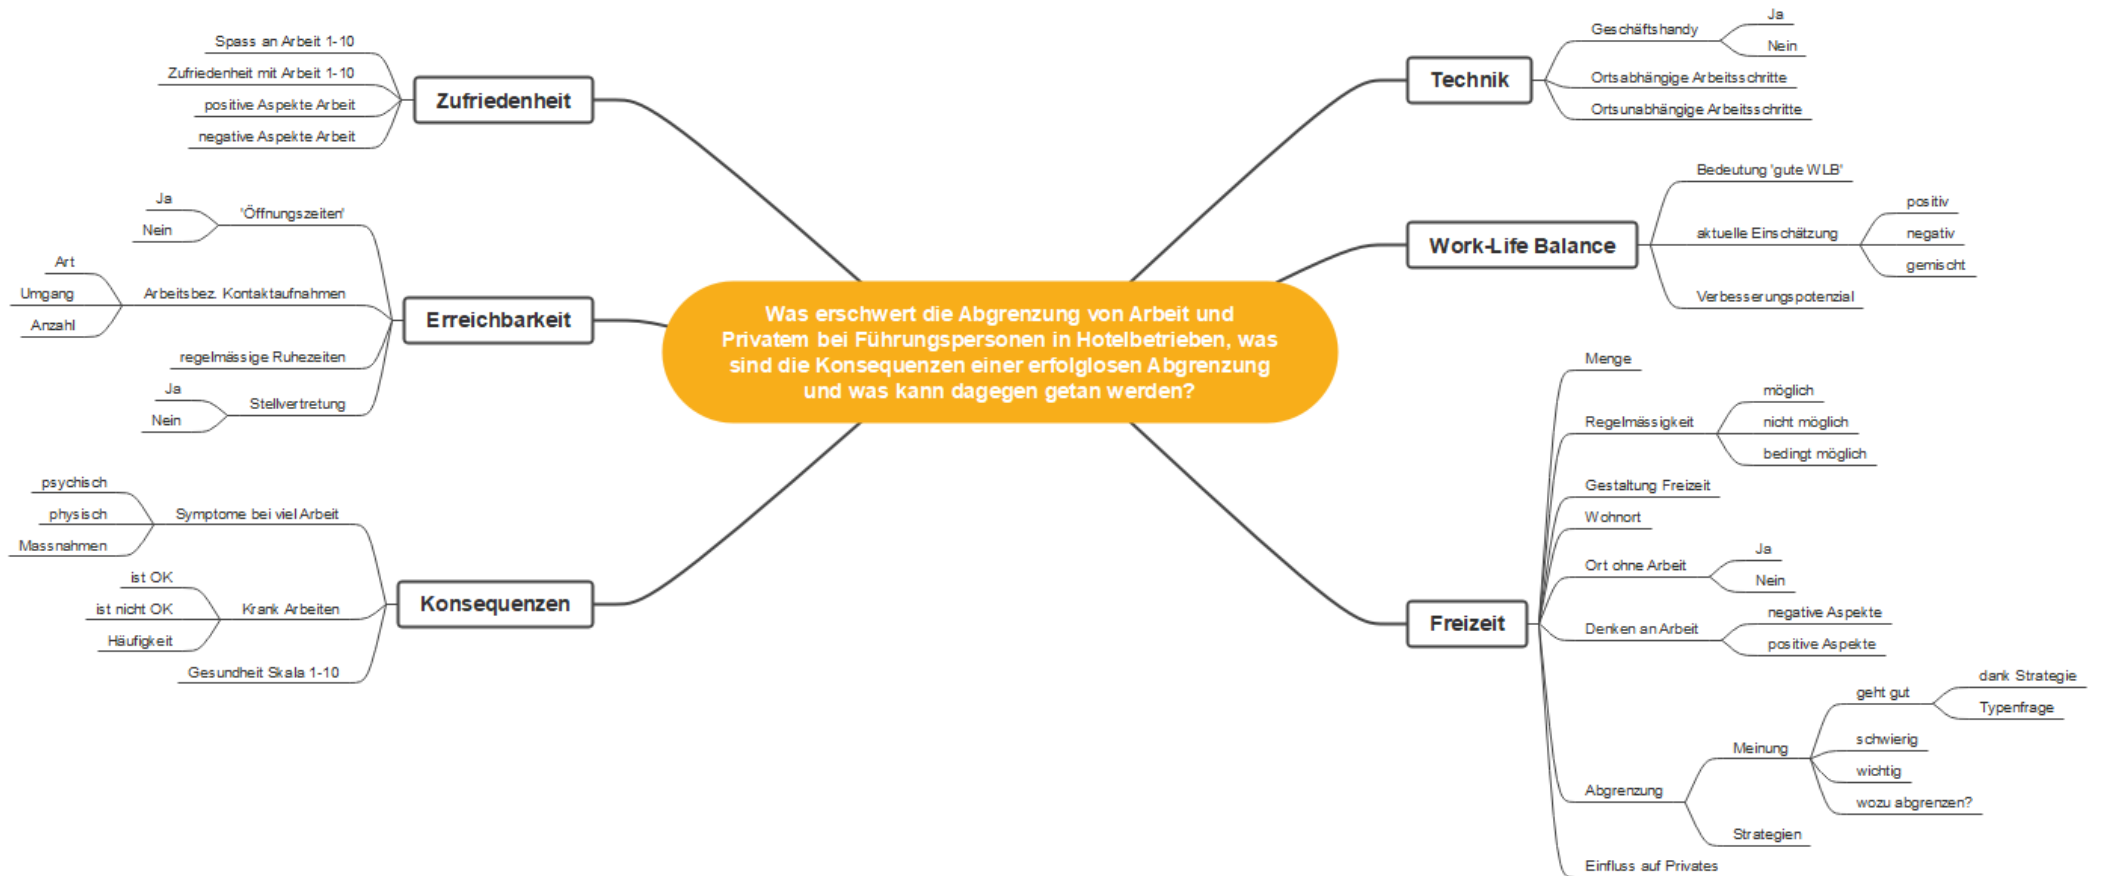 Was erschwert die Abgrenzung von Arbeit und
Privatem bei Führungspersonen in Hotelbetrieben, was
sind die Konsequenzen einer erfolglosen Abgrenzung
und was kann dagegen getan werden?
Zufriedenheit
Spass an Arbeit 1-10
Zufriedenheit mit Arbeit 1-10
positive Aspekte Arbeit
negative Aspekte Arbeit
Erreichbarkeit
'Öffnungszeiten'
Ja
Nein
Arbeitsbez. Kontaktaufnahmen
Art
Umgang
Anzahl
regelmässige Ruhezeiten
Stellvertretung
Ja
Nein
Konsequenzen
Symptome bei viel Arbeit
psychisch
physisch
Massnahmen
Krank Arbeiten
ist OK
ist nicht OK
Häufigkeit
Gesundheit Skala 1-10
Technik
Geschäftshandy
Ja
Nein
Ortsabhängige Arbeitsschritte
Ortsunabhängige Arbeitsschritte
Work-Life Balance
Bedeutung 'gute WLB'
aktuelle Einschätzung
positiv
negativ
gemischt
Verbesserungspotenzial
Freizeit
Menge
Regelmässigkeit
möglich
nicht möglich
bedingt möglich
Gestaltung Freizeit
Wohnort
Ort ohne Arbeit
Ja
Nein
Denken an Arbeit
negative Aspekte
positive Aspekte
Abgrenzung
Meinung
geht gut
dank Strategie
Typenfrage
schwierig
wichtig
wozu abgrenzen?
Strategien
Einfluss auf Privates